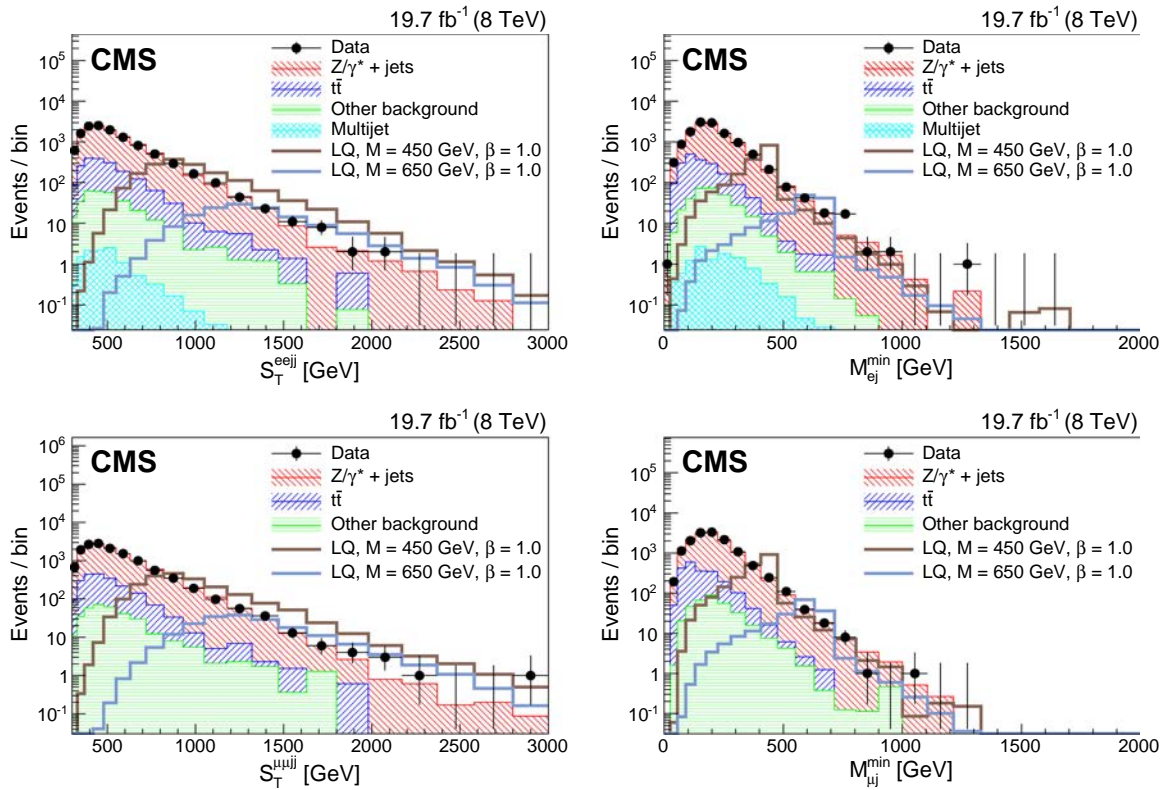 19.7 fb⁻¹ (8 TeV)
CMS
Data
Z/γ* + jets
tt̄
Other background
Multijet
LQ, M = 450 GeV, β = 1.0
LQ, M = 650 GeV, β = 1.0
Events / bin
10⁵
10⁴
10³
10²
10
1
10⁻¹
500 1000 1500 2000 2500 3000
S_T^eejj [GeV]
19.7 fb⁻¹ (8 TeV)
CMS
Data
Z/γ* + jets
tt̄
Other background
Multijet
LQ, M = 450 GeV, β = 1.0
LQ, M = 650 GeV, β = 1.0
Events / bin
10⁵
10⁴
10³
10²
10
1
10⁻¹
0 500 1000 1500 2000
M_ej^min [GeV]
19.7 fb⁻¹ (8 TeV)
CMS
Data
Z/γ* + jets
tt̄
Other background
LQ, M = 450 GeV, β = 1.0
LQ, M = 650 GeV, β = 1.0
Events / bin
10⁶
10⁵
10⁴
10³
10²
10
1
10⁻¹
500 1000 1500 2000 2500 3000
S_T^μμjj [GeV]
19.7 fb⁻¹ (8 TeV)
CMS
Data
Z/γ* + jets
tt̄
Other background
LQ, M = 450 GeV, β = 1.0
LQ, M = 650 GeV, β = 1.0
Events / bin
10⁵
10⁴
10³
10²
10
1
10⁻¹
0 500 1000 1500 2000
M_μj^min [GeV]